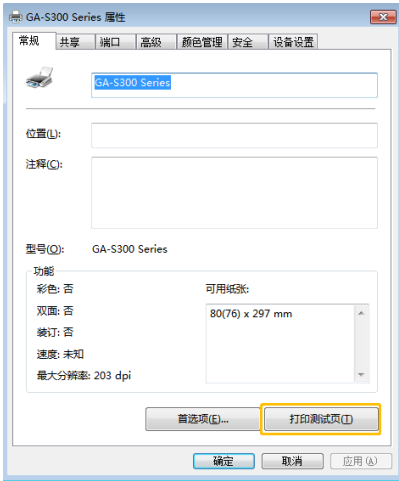 GA-S300 Series 属性
常规 共享 端口 高级 颜色管理 安全 设备设置
GA-S300 Series
位置(L):
注释(C):
型号(O): GA-S300 Series
功能
彩色: 否 可用纸张:
双面: 否 80(76) x 297 mm
装订: 否
速度: 未知
最大分辨率: 203 dpi
首选项(E)... 打印测试页(T)
确定 取消 应用(A)